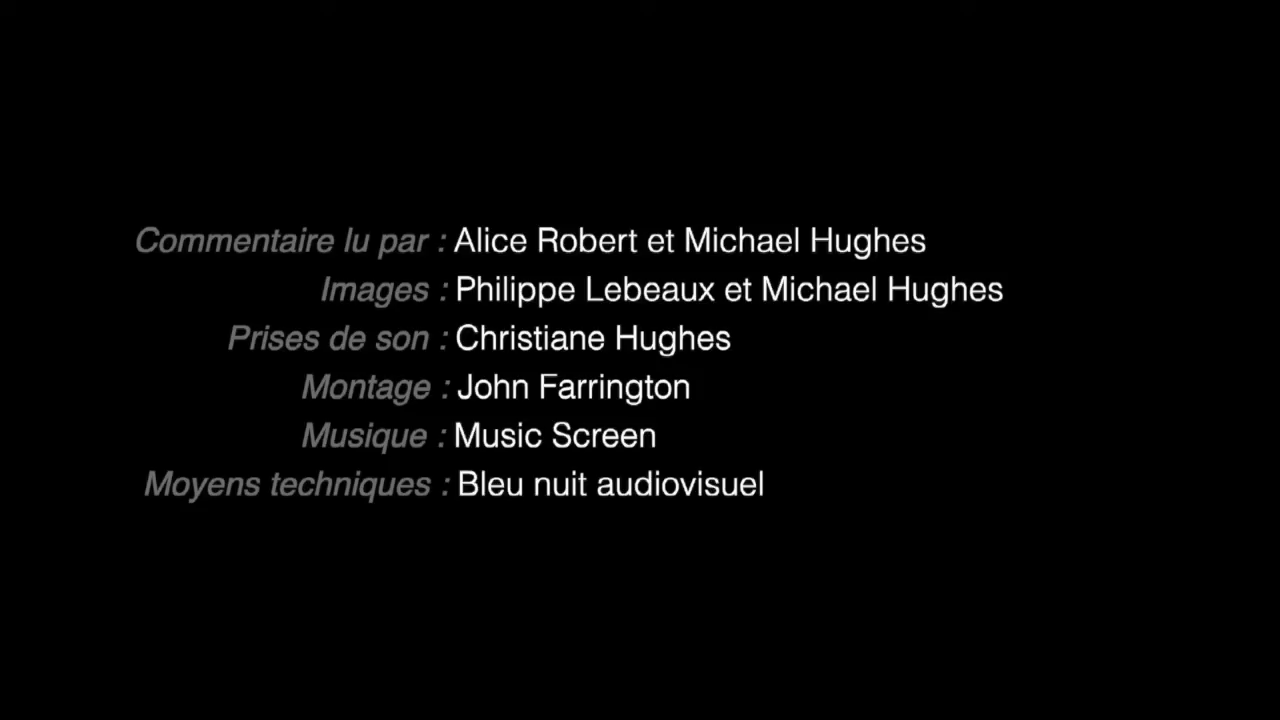 Commentaire lu par : Alice Robert et Michael Hughes
Images : Philippe Lebeaux et Michael Hughes
Prises de son : Christiane Hughes
Montage : John Farrington
Musique : Music Screen
Moyens techniques : Bleu nuit audiovisuel